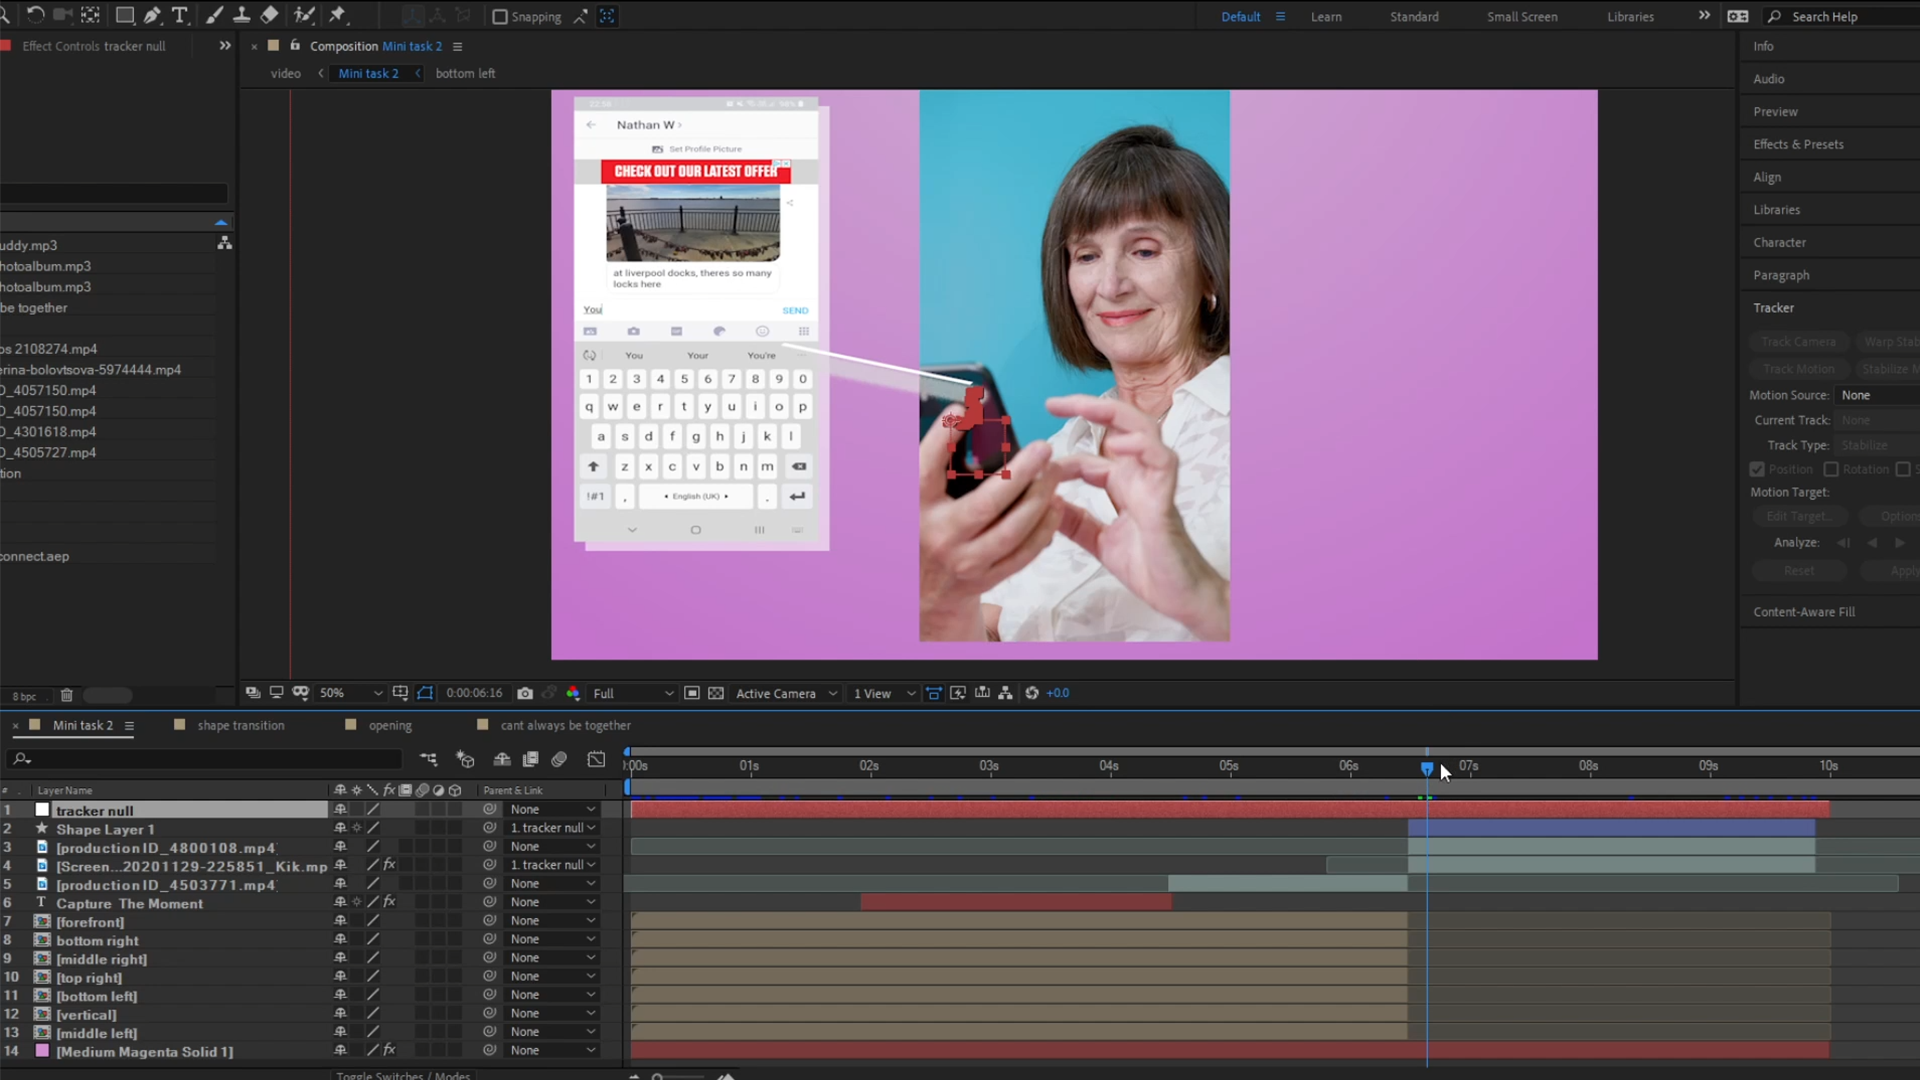 Snapping
Default
Learn
Standard
Small Screen
Libraries
Search Help
Effect Controls tracker null
Composition Mini task 2
video
Mini task 2
bottom left
uddy.mp3
hotoalbum.mp3
hotoalbum.mp3
be together
os 2108274.mp4
erina-bolovtsova-5974444.mp4
D_4057150.mp4
D_4057150.mp4
D_4301618.mp4
D_4505727.mp4
tion
connect.aep
8 bpc
22:58
98%
Nathan W
Set Profile Picture
CHECK OUT OUR LATEST OFFER
at liverpool docks, theres so many
locks here
You
SEND
You Your You're
1 2 3 4 5 6 7 8 9 0
q w e r t y u i o p
a s d f g h j k l
z x c v b n m
!#1 , English (UK) .
Info
Audio
Preview
Effects & Presets
Align
Libraries
Character
Paragraph
Tracker
Track Camera
Warp Stab
Track Motion
Stabilize M
Motion Source: None
Current Track: None
Track Type: Stabilize
Position Rotation S
Motion Target:
Edit Target...
Option
Analyze:
Reset
Apply
Content-Aware Fill
50%
0:00:06:16
Full
Active Camera
1 View
+0.0
Mini task 2
shape transition
opening
cant always be together
:00s 01s 02s 03s 04s 05s 06s 07s 08s 09s 10s
# Layer Name
Parent & Link
1 tracker null None
2 Shape Layer 1 1. tracker null
3 [production ID_4800108.mp4] None
4 [Screen...20201129-225851_Kik.mp 1. tracker null
5 [production ID_4503771.mp4] None
6 T Capture The Moment None
7 [forefront] None
8 bottom right None
9 [middle right] None
10 [top right] None
11 [bottom left] None
12 [vertical] None
13 [middle left] None
14 [Medium Magenta Solid 1] None
Toggle Switches / Modes